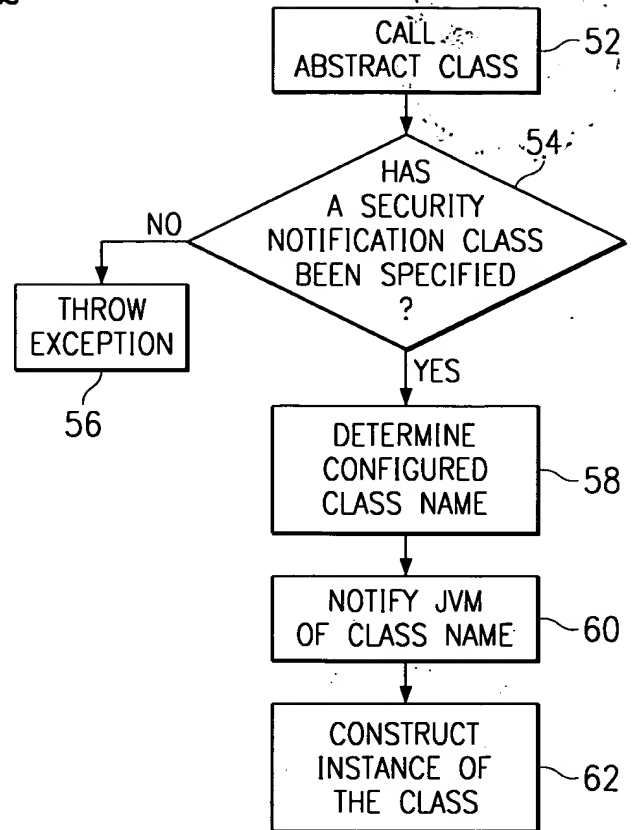 CALL
ABSTRACT CLASS
52
54
HAS
A SECURITY
NOTIFICATION CLASS
BEEN SPECIFIED
?
NO
THROW
EXCEPTION
56
YES
DETERMINE
CONFIGURED
CLASS NAME
58
NOTIFY JVM
OF CLASS NAME
60
CONSTRUCT
INSTANCE OF
THE CLASS
62